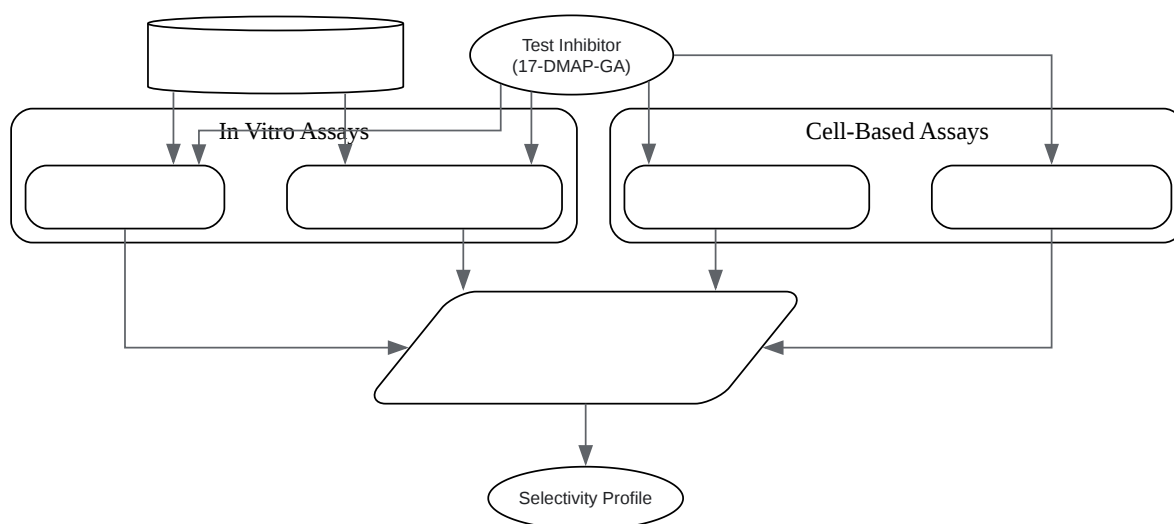 Test Inhibitor
(17-DMAP-GA)
In Vitro Assays
Cell-Based Assays
Selectivity Profile